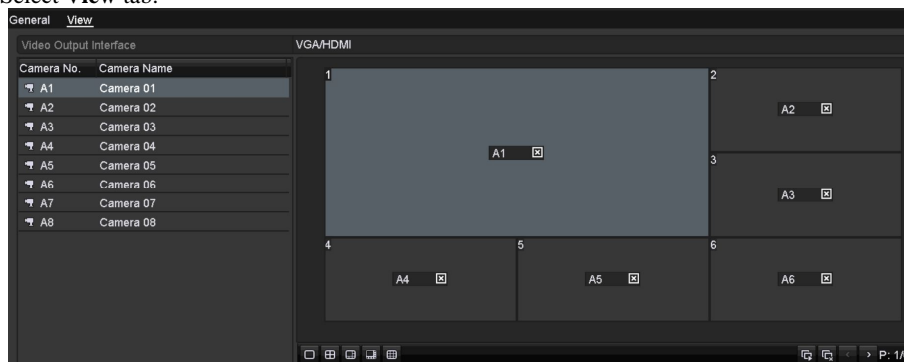 Select View tab.
General View
Video Output Interface VGA/HDMI
Camera No. Camera Name
A1 Camera 01
A2 Camera 02
A3 Camera 03
A4 Camera 04
A5 Camera 05
A6 Camera 06
A7 Camera 07
A8 Camera 08
1
A1
2
A2
3
A3
4
A4
5
A5
6
A6
P: 1/